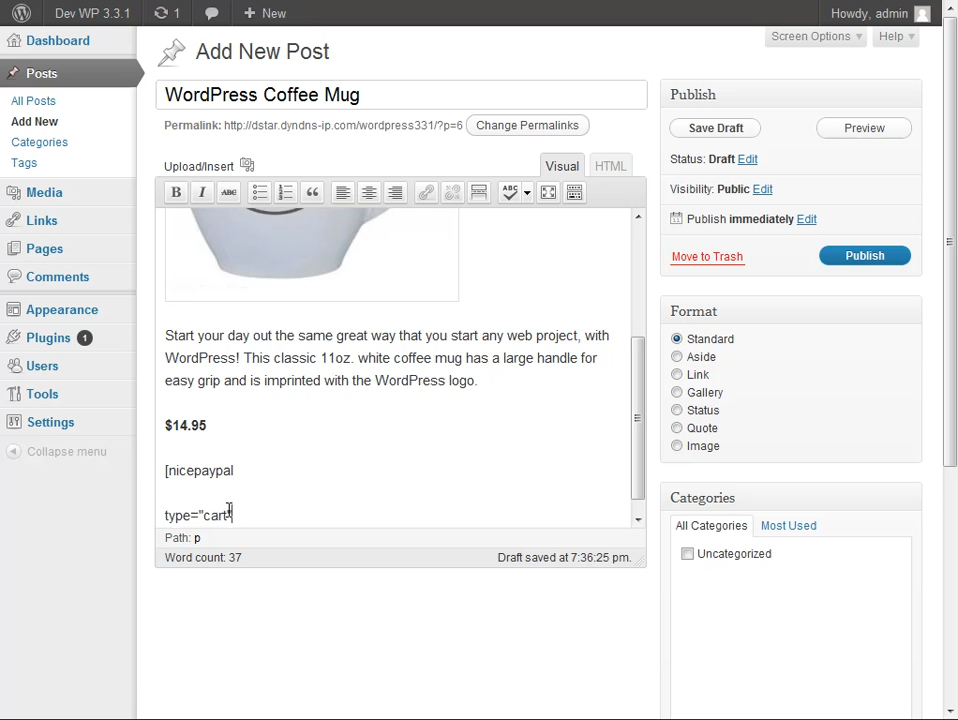 Dev WP 3.3.1 1 New Howdy, admin
Dashboard
Posts
All Posts
Add New
Categories
Tags
Media
Links
Pages
Comments
Appearance
Plugins 1
Users
Tools
Settings
Collapse menu
Screen Options Help
Add New Post
WordPress Coffee Mug
Permalink: http://dstar.dyndns-ip.com/wordpress331/?p=6 Change Permalinks
Upload/Insert Visual HTML
B I ABC ABC
Start your day out the same great way that you start any web project, with
WordPress! This classic 11oz. white coffee mug has a large handle for
easy grip and is imprinted with the WordPress logo.
$14.95
[nicepaypal
type="cart
Path: p
Word count: 37 Draft saved at 7:36:25 pm.
Publish
Save Draft Preview
Status: Draft Edit
Visibility: Public Edit
Publish immediately Edit
Move to Trash Publish
Format
Standard
Aside
Link
Gallery
Status
Quote
Image
Categories
All Categories Most Used
Uncategorized